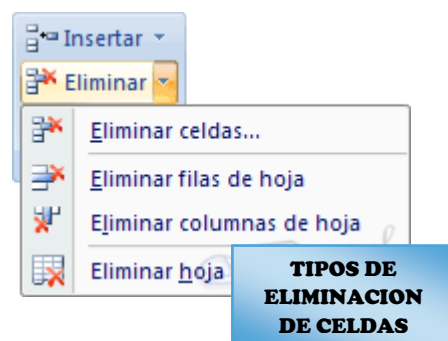 Insertar
Eliminar
Eliminar celdas...
Eliminar filas de hoja
Eliminar columnas de hoja
Eliminar hoja
TIPOS DE
ELIMINACION
DE CELDAS